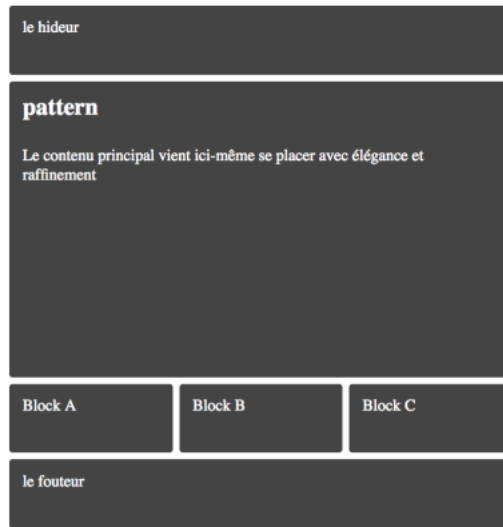 le hideur
pattern
Le contenu principal vient ici-même se placer avec élégance et
raffinement
Block A
Block B
Block C
le fouteur